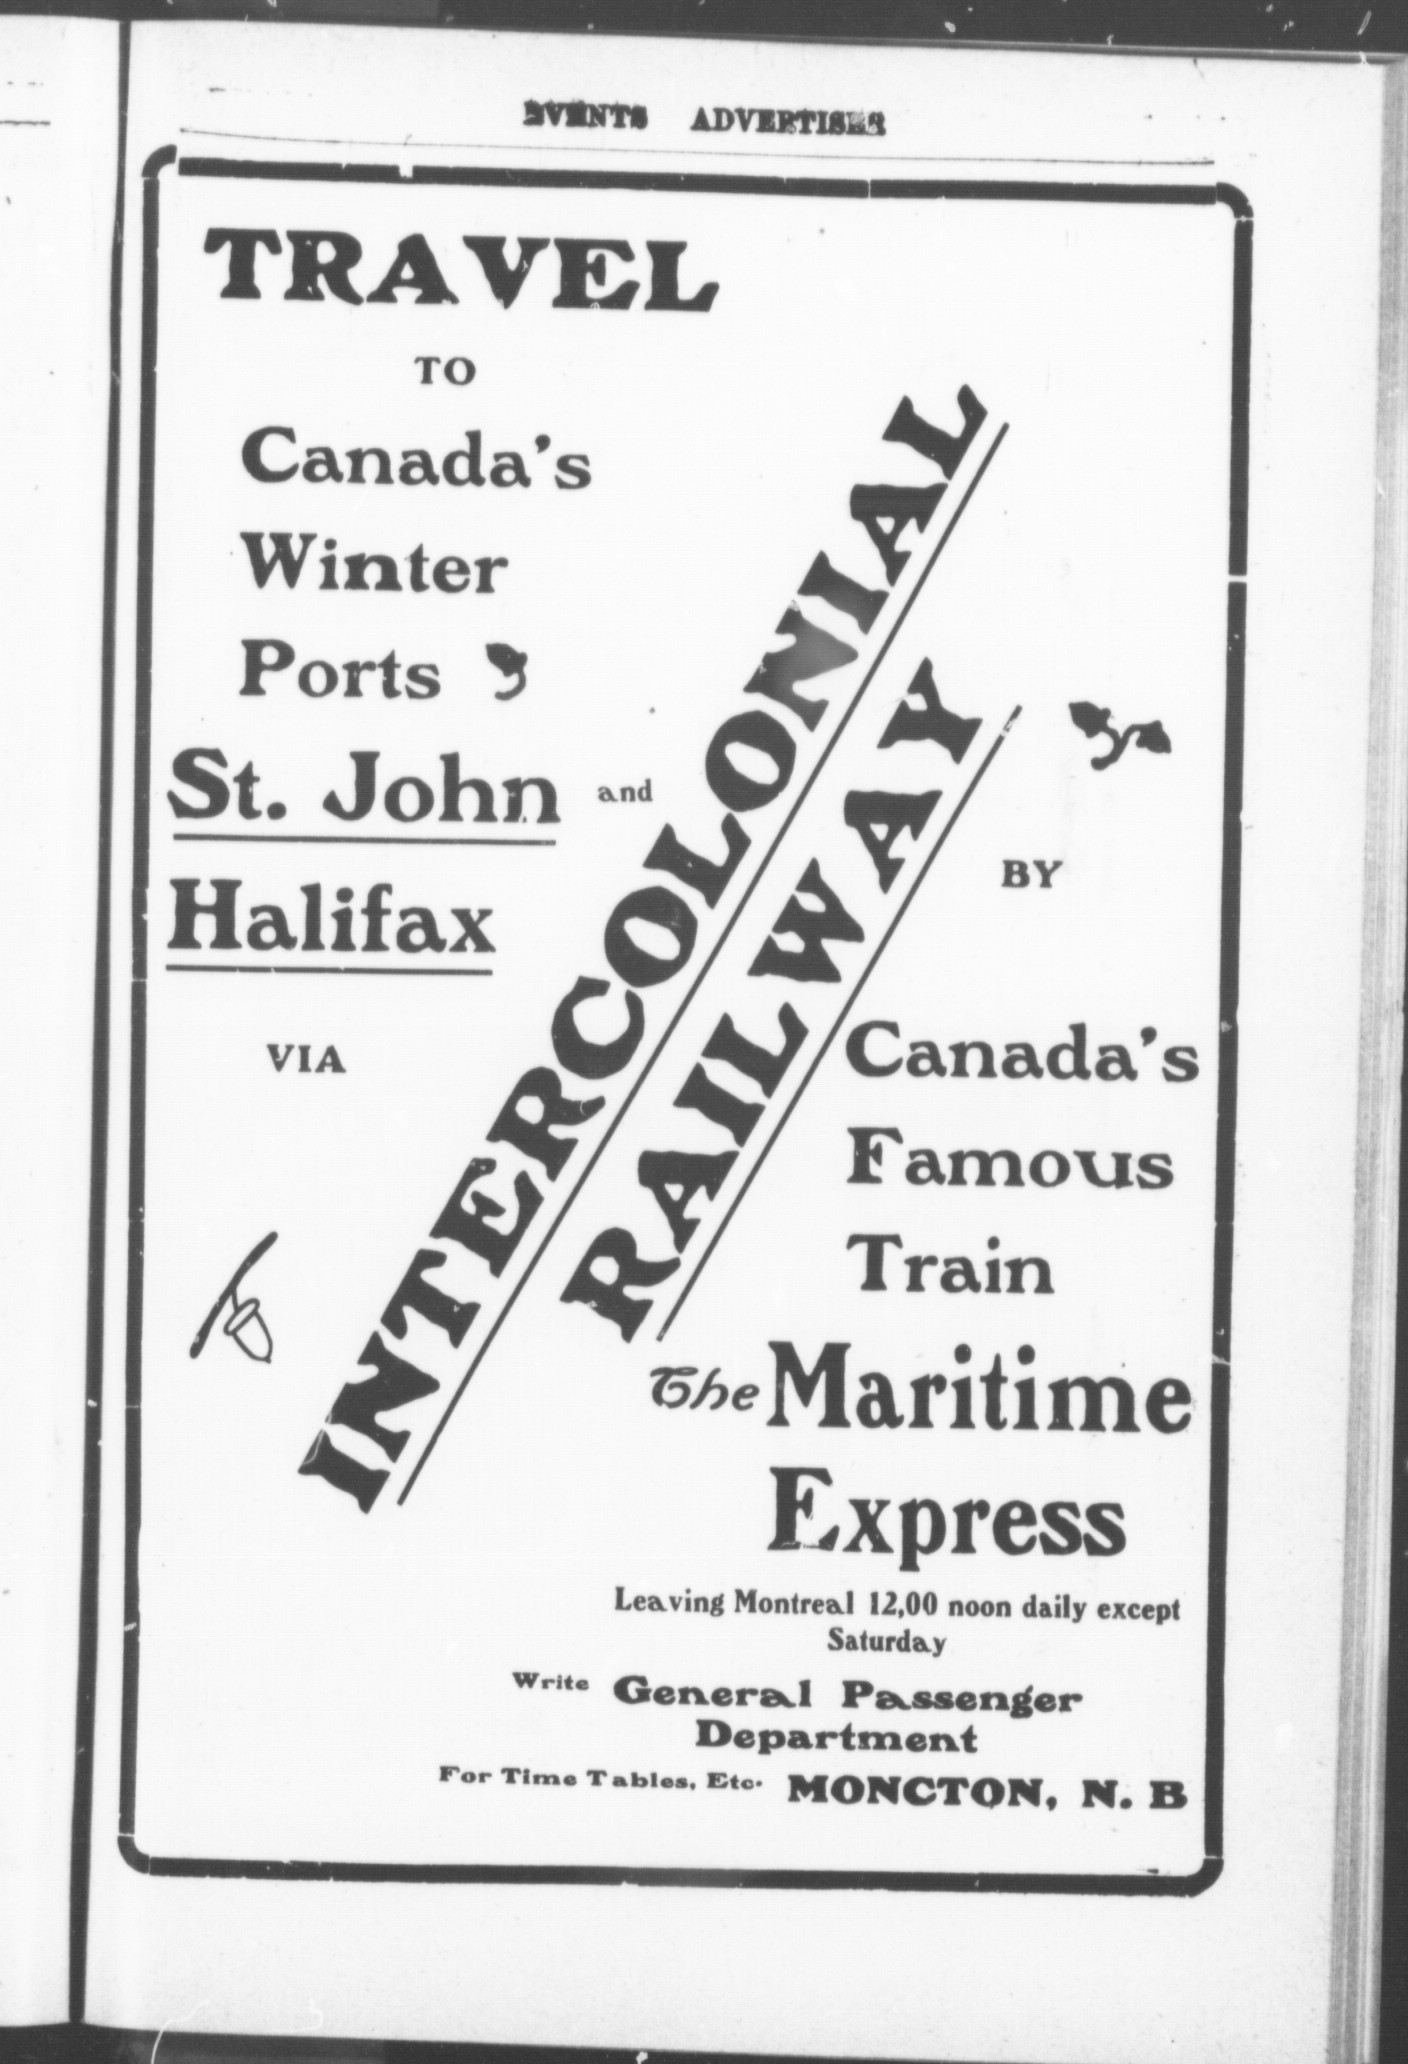 EVENTS ADVERTISER
TRAVEL
TO
Canada's
Winter
Ports
St. John and
Halifax
VIA
INTERCOLONIAL
RAILWAY
BY
Canada's
Famous
Train
The Maritime
Express
Leaving Montreal 12,00 noon daily except
Saturday
Write General Passenger
Department
For Time Tables, Etc. MONCTON, N. B